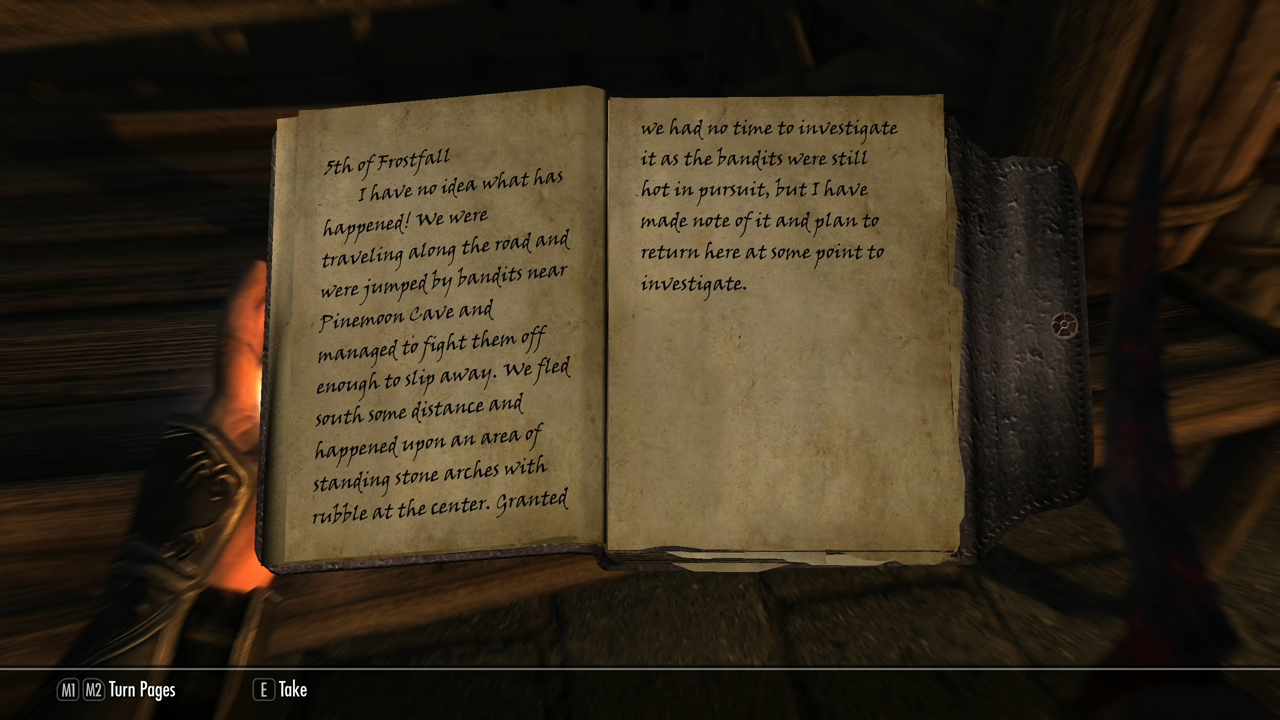 5th of Frostfall
I have no idea what has
happened! We were
traveling along the road and
were jumped by bandits near
Pinemoon Cave and
managed to fight them off
enough to slip away. We fled
south some distance and
happened upon an area of
standing stone arches with
rubble at the center. Granted
we had no time to investigate
it as the bandits were still
hot in pursuit, but I have
made note of it and plan to
return here at some point to
investigate.
M1 M2 Turn Pages
E Take